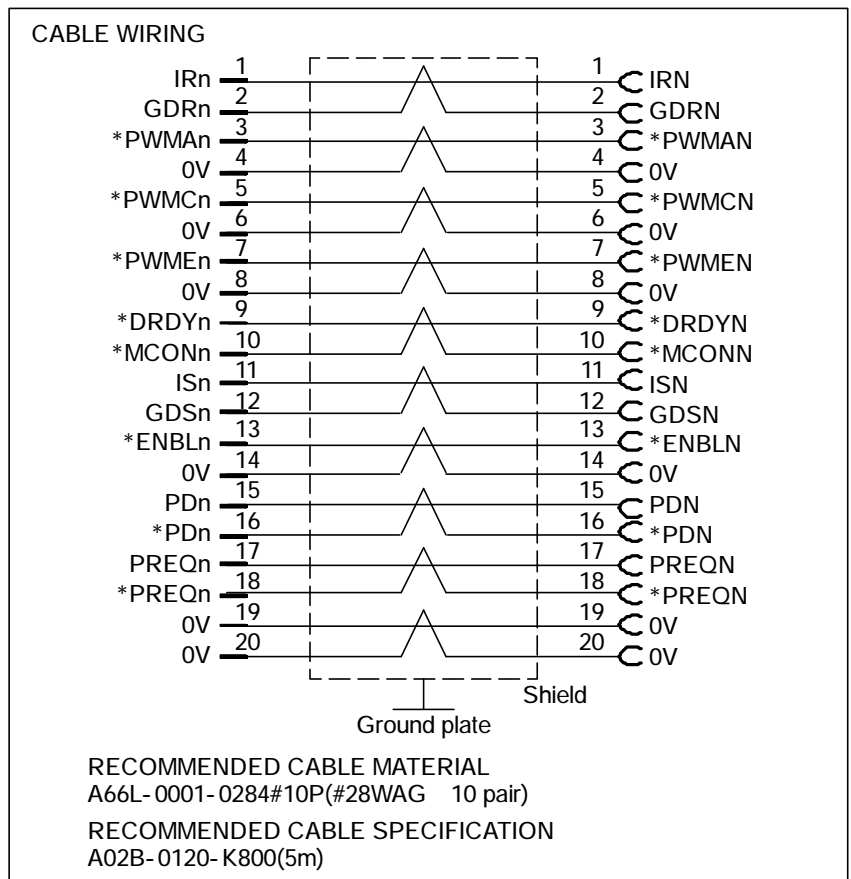 CABLE WIRING
IRn 1 1 IRN
GDRn 2 2 GDRN
*PWMAn 3 3 *PWMAN
0V 4 4 0V
*PWMCn 5 5 *PWMCN
0V 6 6 0V
*PWMEn 7 7 *PWMEN
0V 8 8 0V
*DRDYn 9 9 *DRDYN
*MCONn 10 10 *MCONN
ISn 11 11 ISN
GDSn 12 12 GDSN
*ENBLn 13 13 *ENBLN
0V 14 14 0V
PDn 15 15 PDN
*PDn 16 16 *PDN
PREQn 17 17 PREQN
*PREQn 18 18 *PREQN
0V 19 19 0V
0V 20 20 0V
Shield
Ground plate
RECOMMENDED CABLE MATERIAL
A66L-0001-0284#10P(#28WAG 10 pair)
RECOMMENDED CABLE SPECIFICATION
A02B-0120-K800(5m)